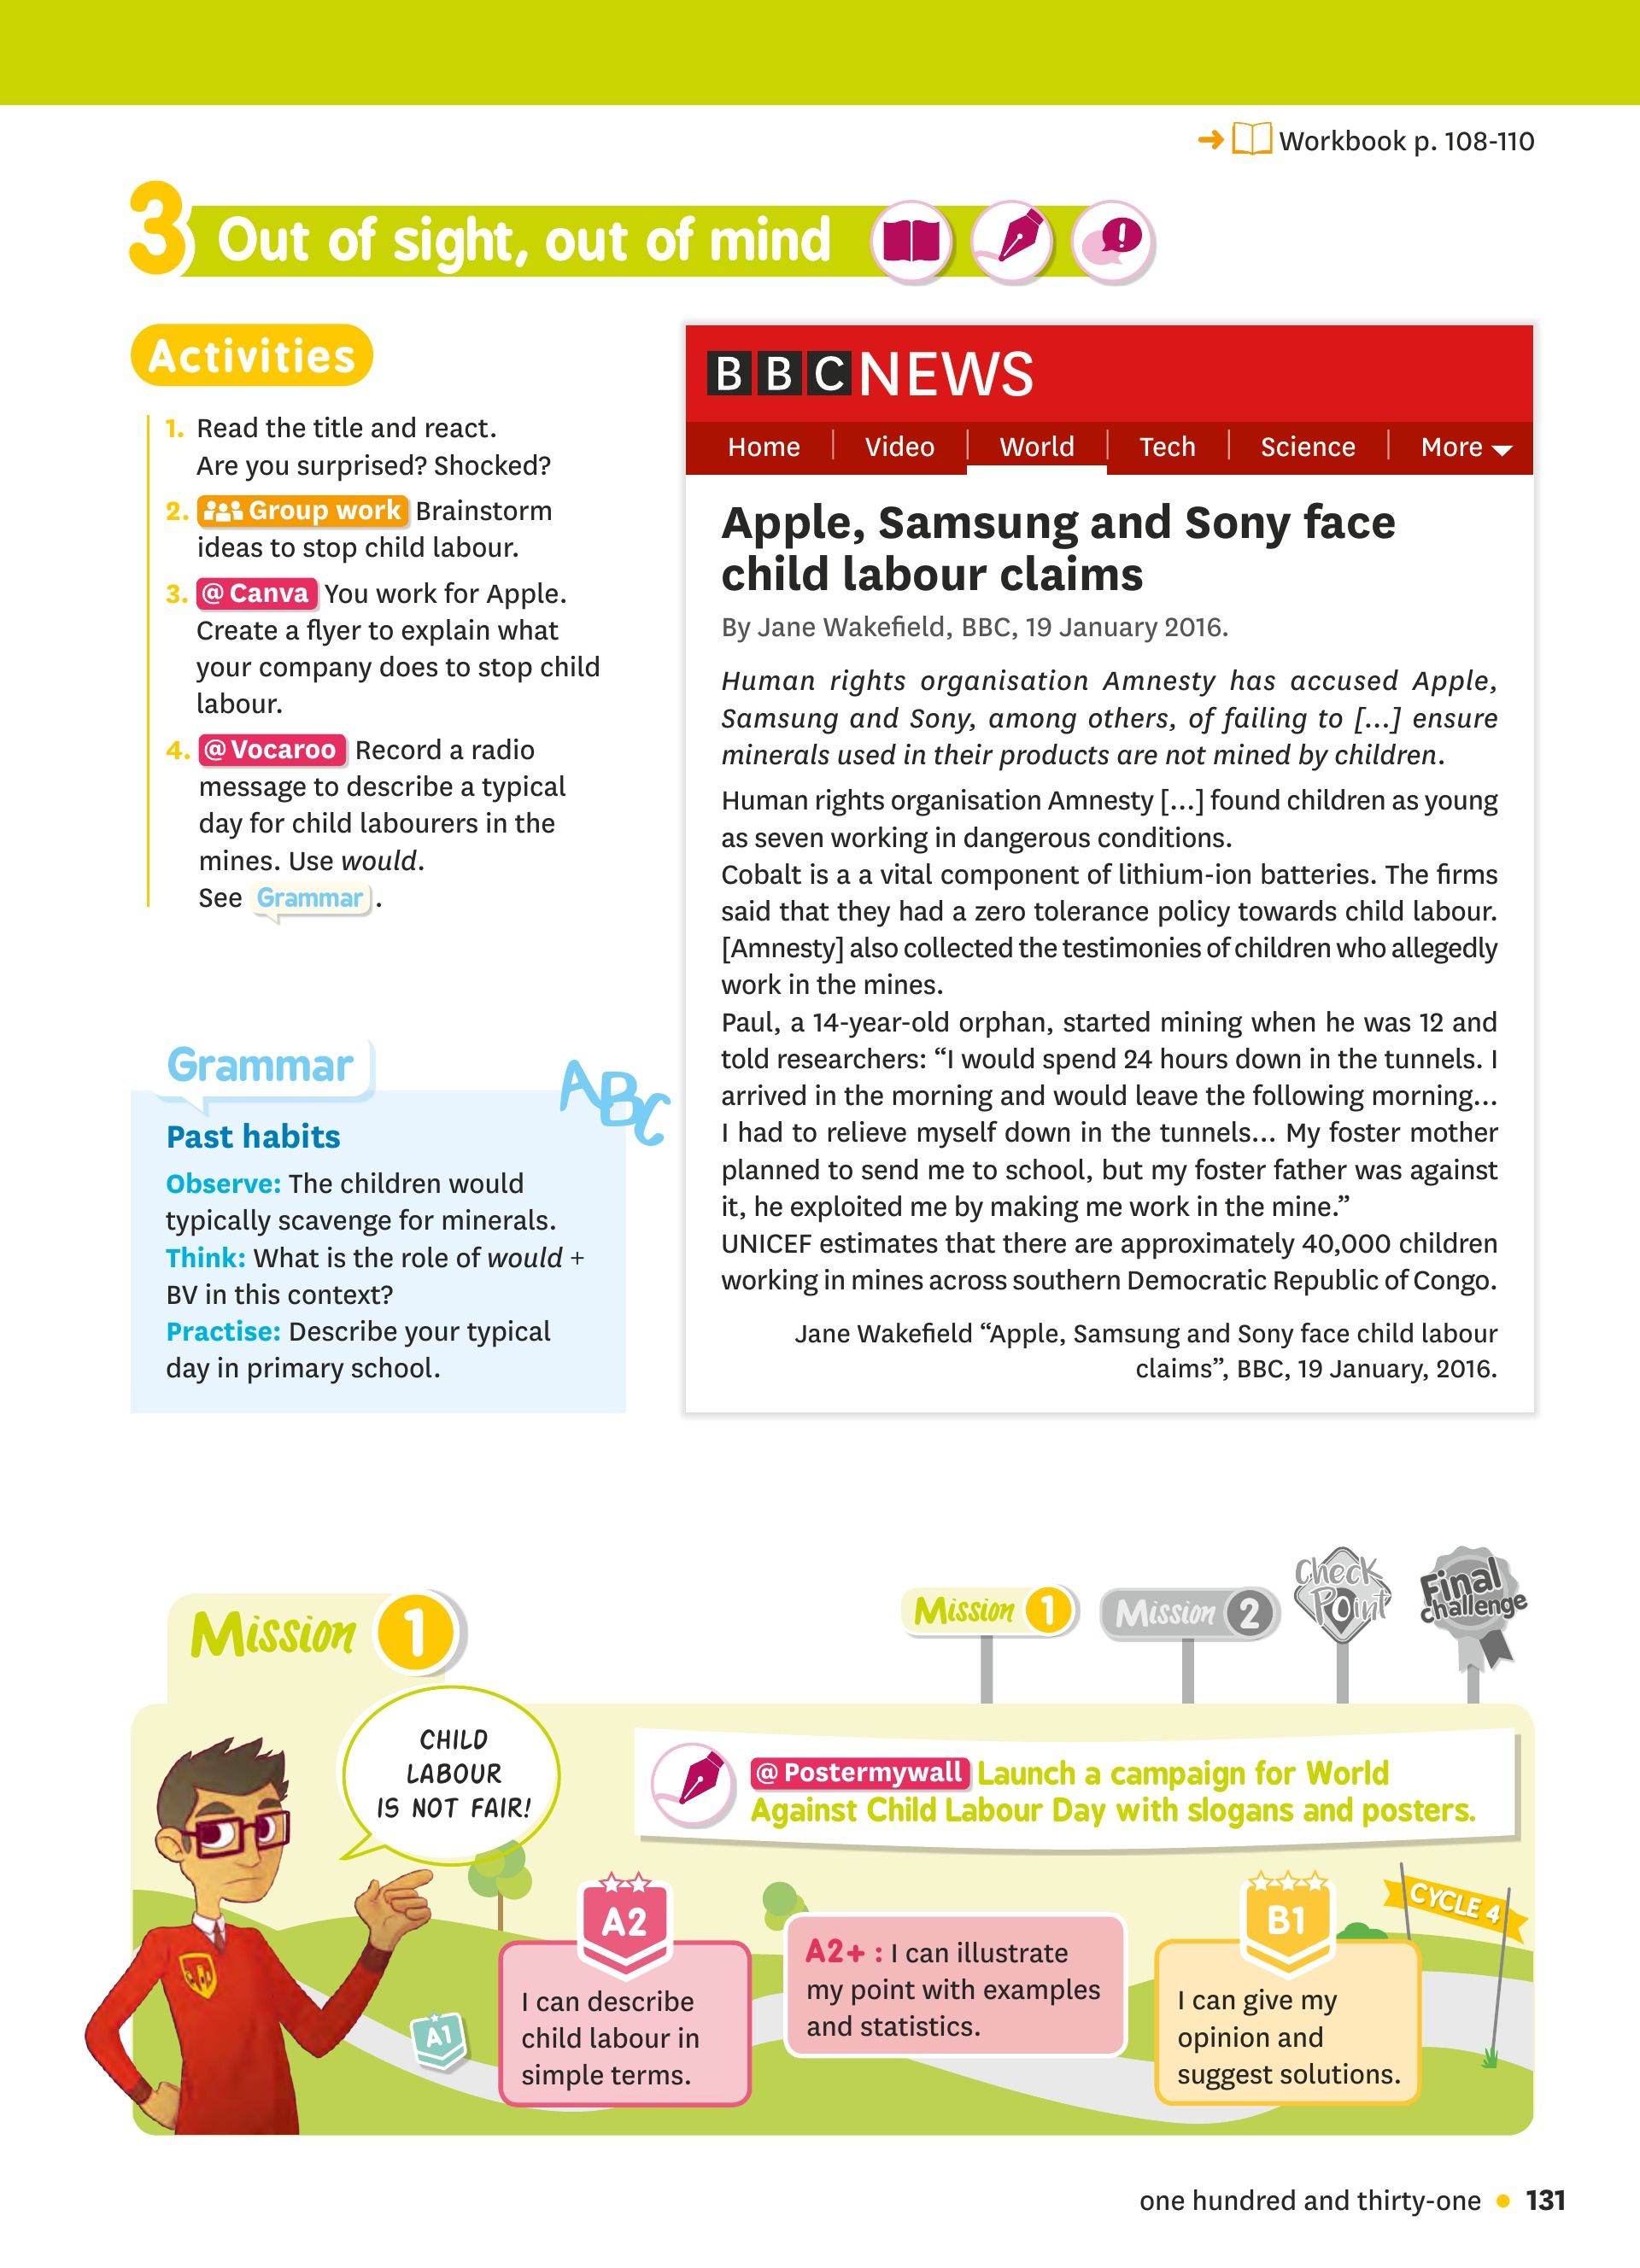 Workbook p. 108-110
3 Out of sight, out of mind
Activities
1. Read the title and react.
Are you surprised? Shocked?
2. Group work Brainstorm
ideas to stop child labour.
3. @ Canva You work for Apple.
Create a flyer to explain what
your company does to stop child
labour.
4. @ Vocaroo Record a radio
message to describe a typical
day for child labourers in the
mines. Use would.
See Grammar.
Grammar
ABC
Past habits
Observe: The children would
typically scavenge for minerals.
Think: What is the role of would +
BV in this context?
Practise: Describe your typical
day in primary school.
BBC NEWS
Home | Video | World | Tech | Science | More
Apple, Samsung and Sony face
child labour claims
By Jane Wakefield, BBC, 19 January 2016.
Human rights organisation Amnesty has accused Apple,
Samsung and Sony, among others, of failing to [...] ensure
minerals used in their products are not mined by children.
Human rights organisation Amnesty [...] found children as young
as seven working in dangerous conditions.
Cobalt is a a vital component of lithium-ion batteries. The firms
said that they had a zero tolerance policy towards child labour.
[Amnesty] also collected the testimonies of children who allegedly
work in the mines.
Paul, a 14-year-old orphan, started mining when he was 12 and
told researchers: “I would spend 24 hours down in the tunnels. I
arrived in the morning and would leave the following morning...
I had to relieve myself down in the tunnels... My foster mother
planned to send me to school, but my foster father was against
it, he exploited me by making me work in the mine.”
UNICEF estimates that there are approximately 40,000 children
working in mines across southern Democratic Republic of Congo.
Jane Wakefield “Apple, Samsung and Sony face child labour
claims”, BBC, 19 January, 2016.
Mission 1
Mission 1
Mission 2
Check
Point
Final
challenge
CHILD
LABOUR
IS NOT FAIR!
@ Postermywall Launch a campaign for World
Against Child Labour Day with slogans and posters.
A1
A2
I can describe
child labour in
simple terms.
A2+ : I can illustrate
my point with examples
and statistics.
B1
I can give my
opinion and
suggest solutions.
CYCLE 4
one hundred and thirty-one • 131